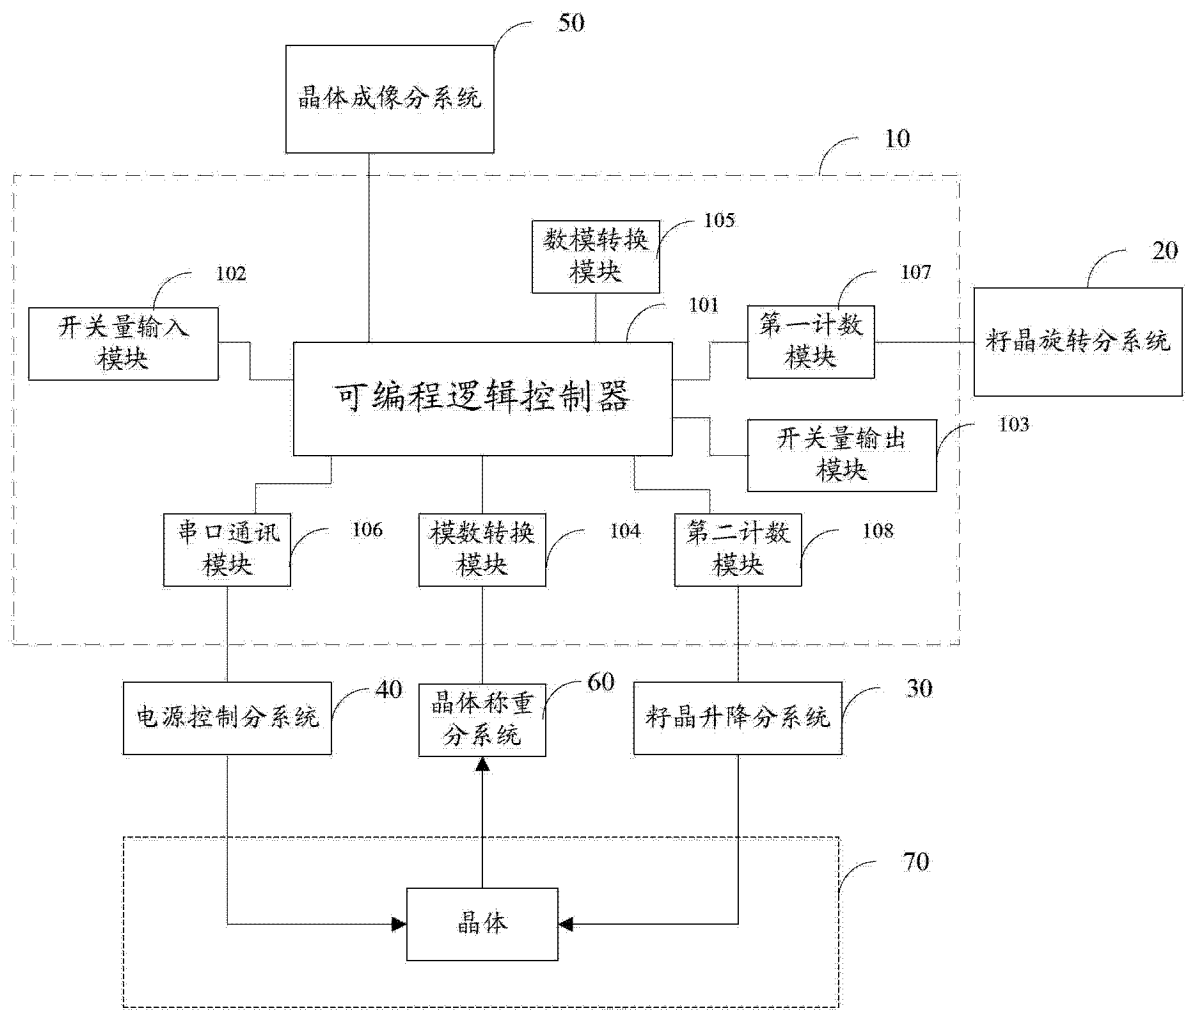 50
晶体成像分系统
10
105
数模转换
模块
20
102
107
101
开关量输入
模块
第一计数
模块
籽晶旋转分系统
可编程逻辑控制器
103
开关量输出
模块
串口通讯
模块
106
模数转换
模块
104
第二计数
模块
108
40
60
30
电源控制分系统
晶体称重
分系统
籽晶升降分系统
70
晶体